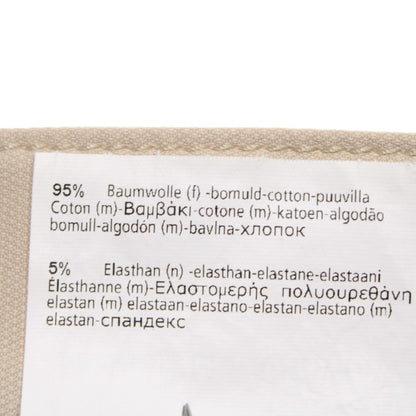 95% Baumwolle (f) -bomuld-cotton-puuvilla
Coton (m)-Βαμβάκι-cotone (m)-katoen-algodão
bomull-algodón (m)-bavlna-хлопок
5% Elasthan (n) -elasthan-elastane-elastaani
Élasthanne (m)-Ελαστομερής πολυουρεθάνη
elastan (m) elastaan-elastano-elastan-elastano (m)
elastan-спандекс